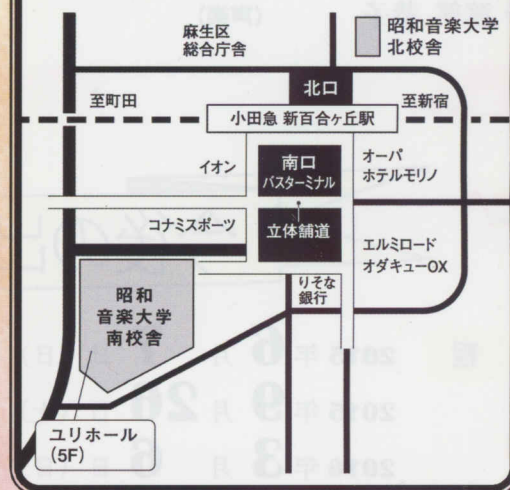 麻生区
総合庁舎
昭和音楽大学
北校舎
北口
至町田
至新宿
小田急 新百合ヶ丘駅
イオン
南口
バスターミナル
オーパ
ホテルモリノ
コナミスポーツ
立体舗道
エルミロード
オダキューOX
りそな
銀行
昭和
音楽大学
南校舎
ユリホール
(5F)